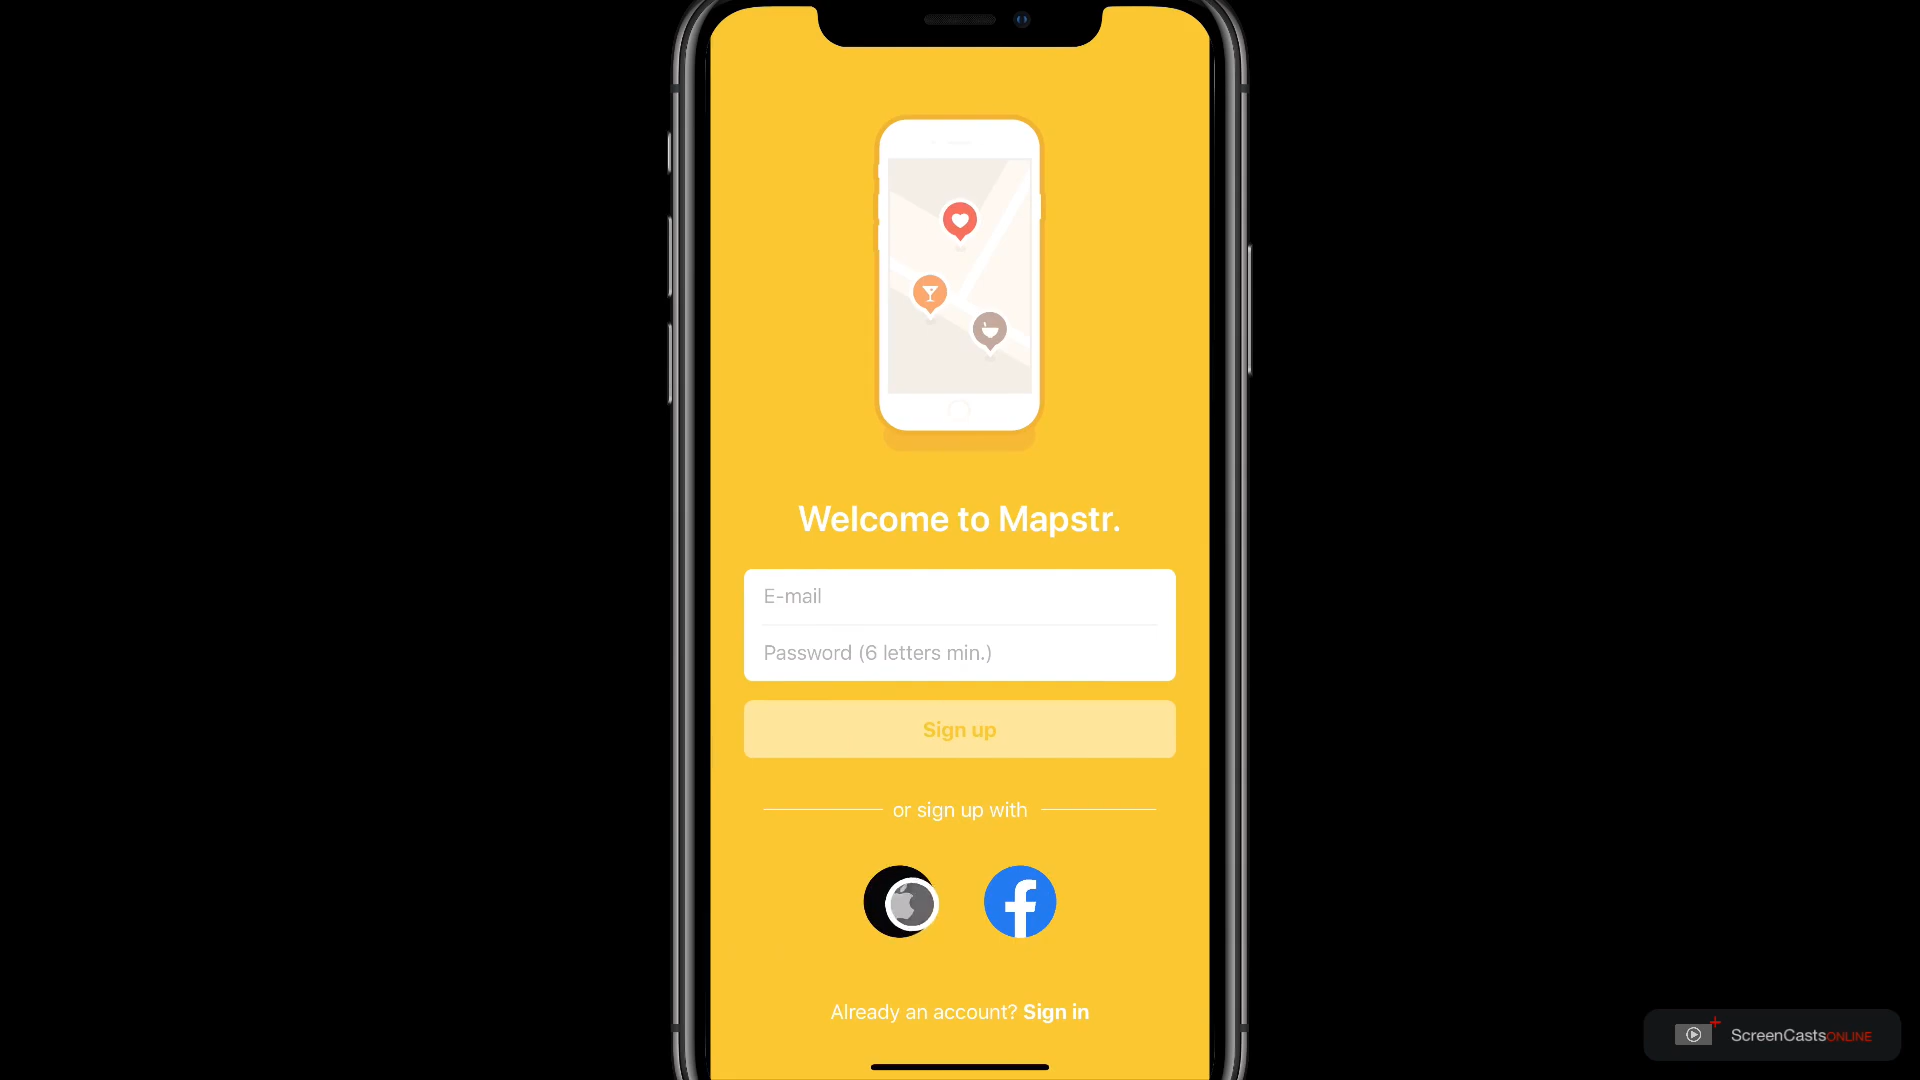 Welcome to Mapstr.
E-mail
Password (6 letters min.)
Sign up
or sign up with
Already an account? Sign in
ScreenCastsONLINE